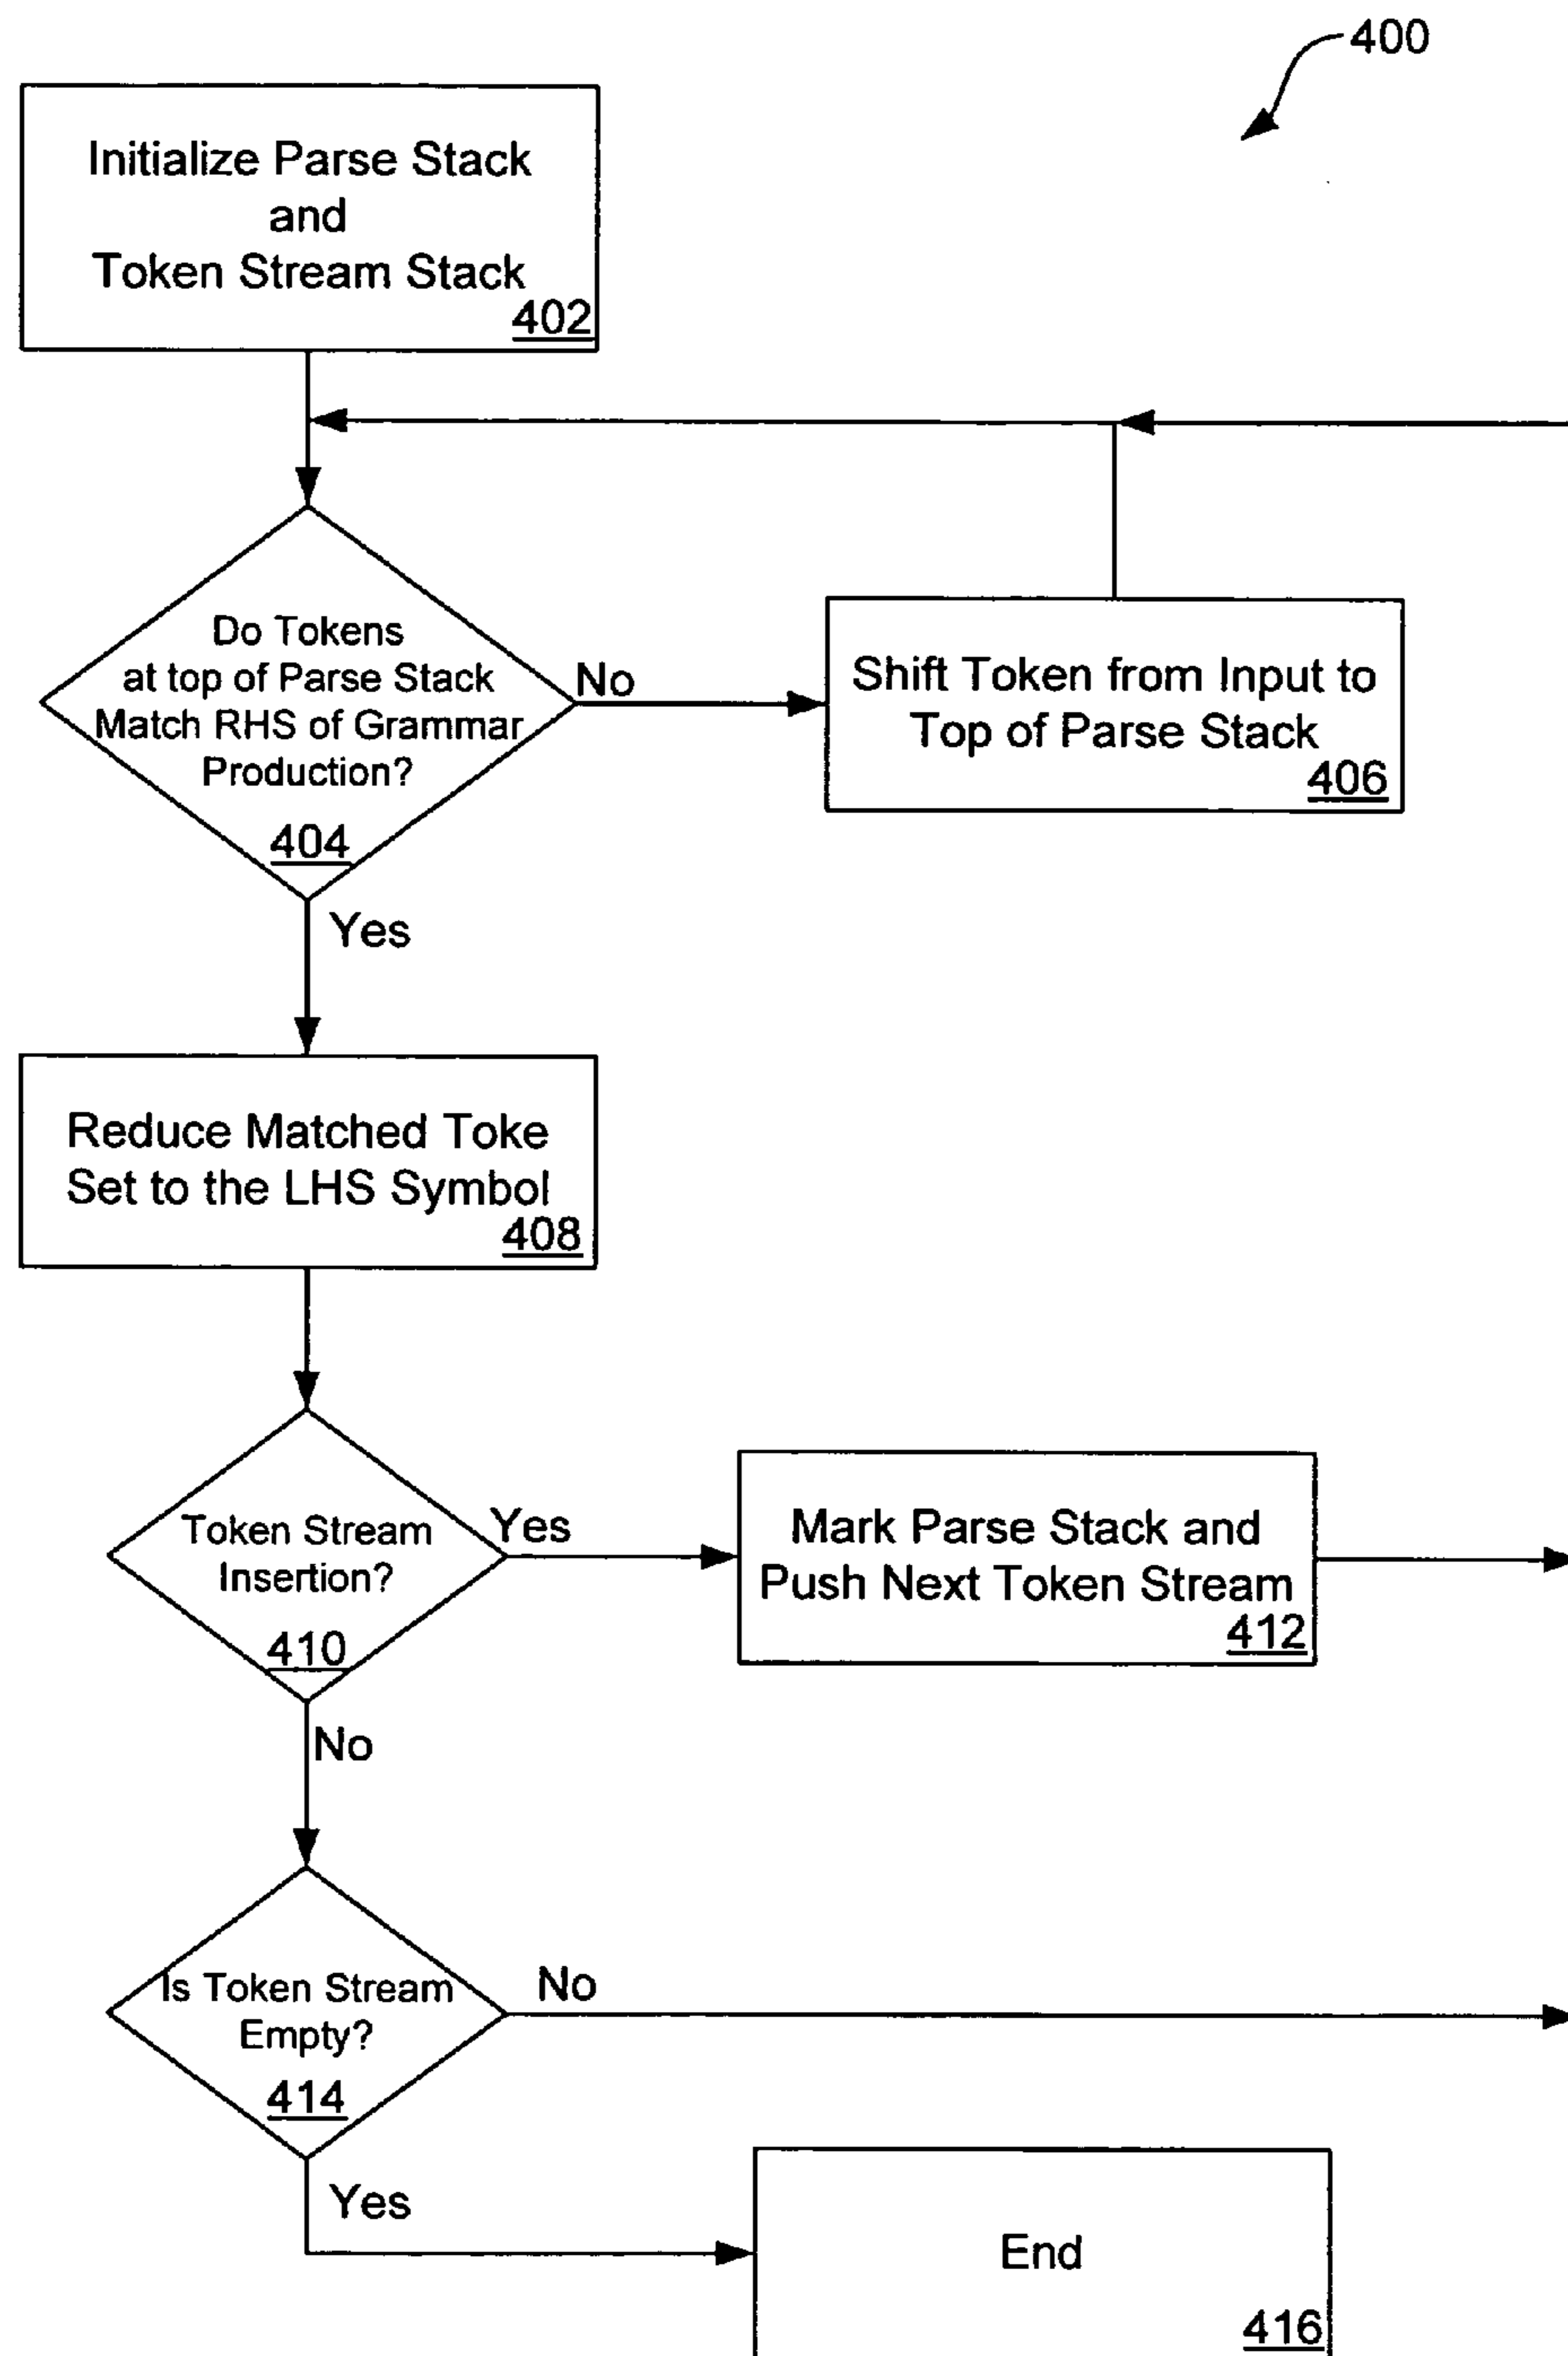 400
Initialize Parse Stack
and
Token Stream Stack
402
Do Tokens
at top of Parse Stack
Match RHS of Grammar
Production?
404
No
Shift Token from Input to
Top of Parse Stack
406
Yes
Reduce Matched Toke
Set to the LHS Symbol
408
Token Stream
Insertion?
410
Yes
Mark Parse Stack and
Push Next Token Stream
412
No
Is Token Stream
Empty?
414
No
Yes
End
416